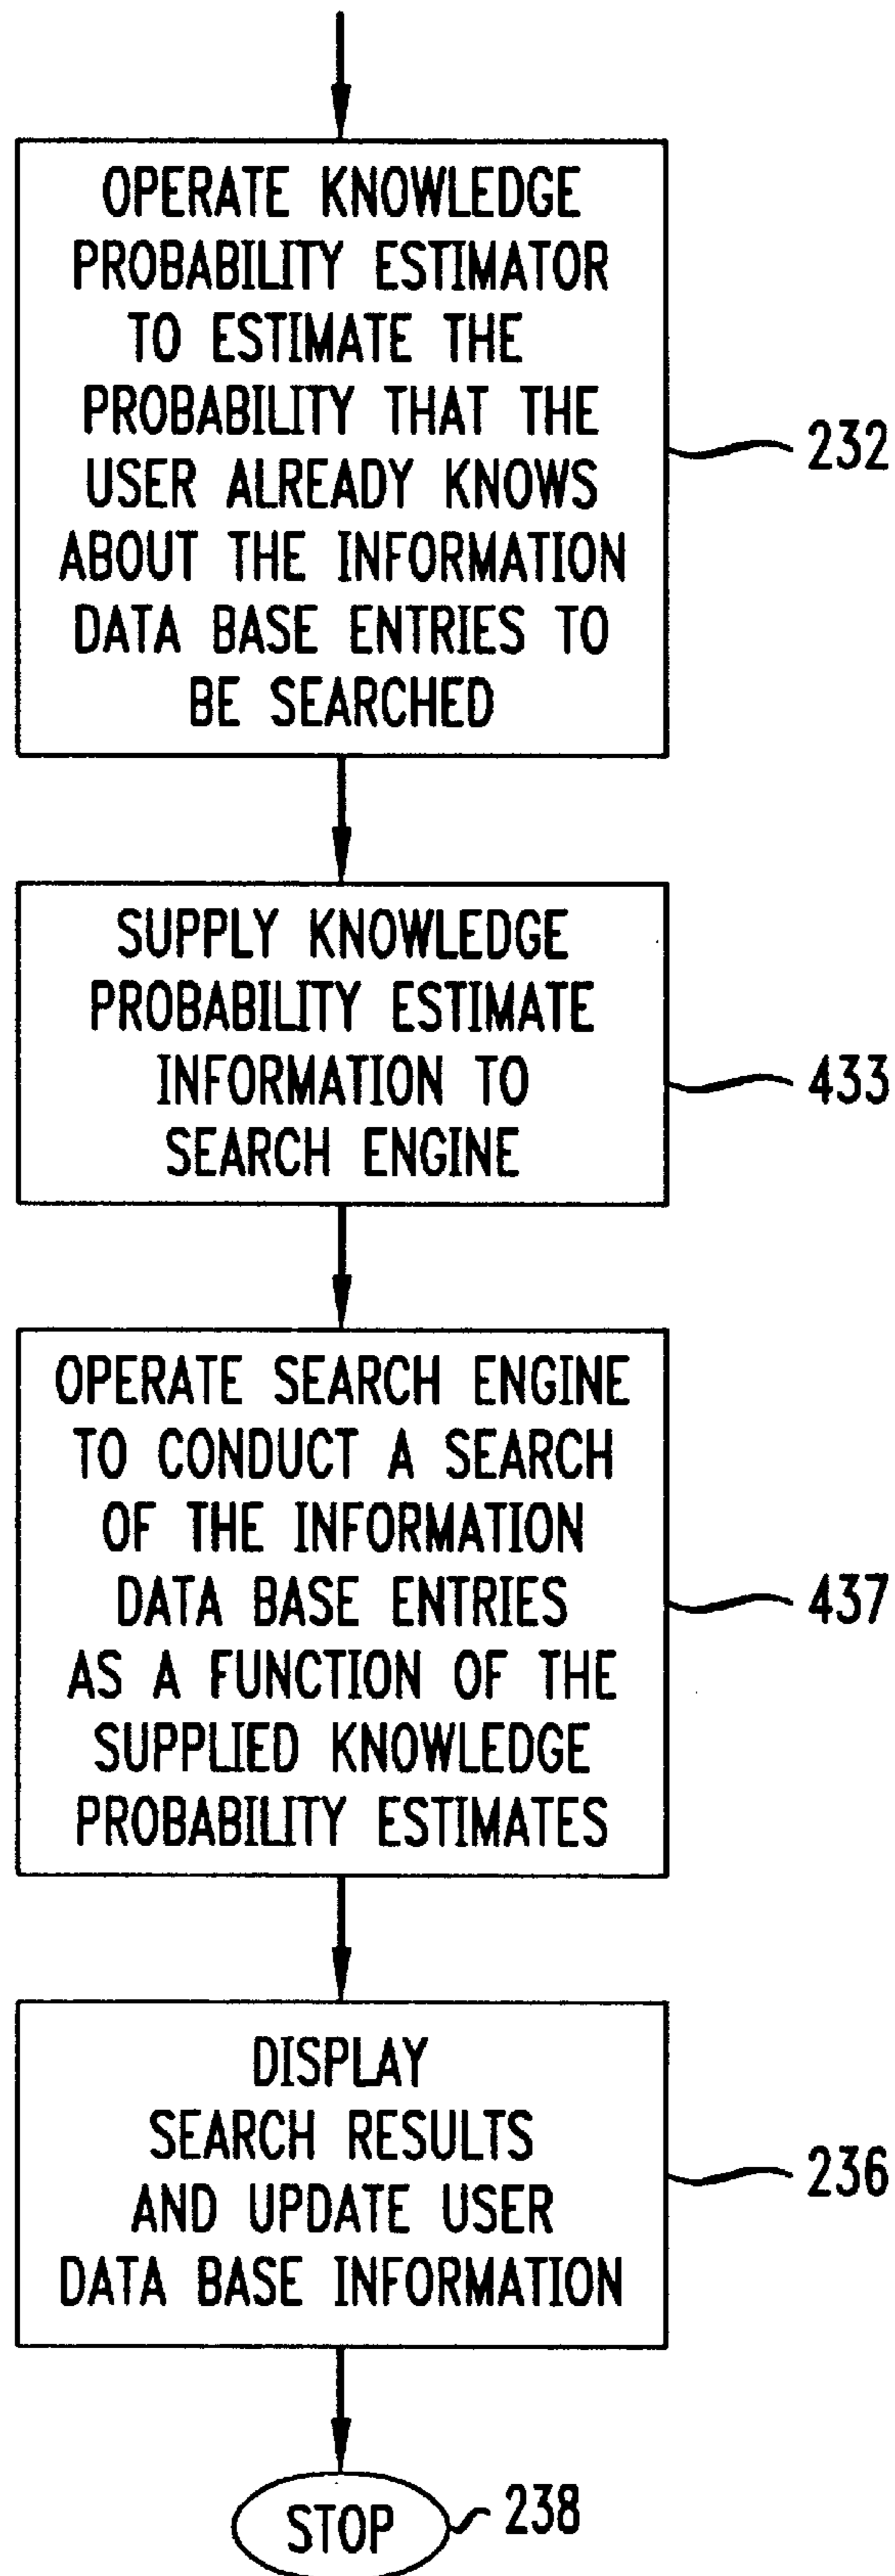 OPERATE KNOWLEDGE
PROBABILITY ESTIMATOR
TO ESTIMATE THE
PROBABILITY THAT THE
USER ALREADY KNOWS
ABOUT THE INFORMATION
DATA BASE ENTRIES TO
BE SEARCHED
232
SUPPLY KNOWLEDGE
PROBABILITY ESTIMATE
INFORMATION TO
SEARCH ENGINE
433
OPERATE SEARCH ENGINE
TO CONDUCT A SEARCH
OF THE INFORMATION
DATA BASE ENTRIES
AS A FUNCTION OF THE
SUPPLIED KNOWLEDGE
PROBABILITY ESTIMATES
437
DISPLAY
SEARCH RESULTS
AND UPDATE USER
DATA BASE INFORMATION
236
STOP
238